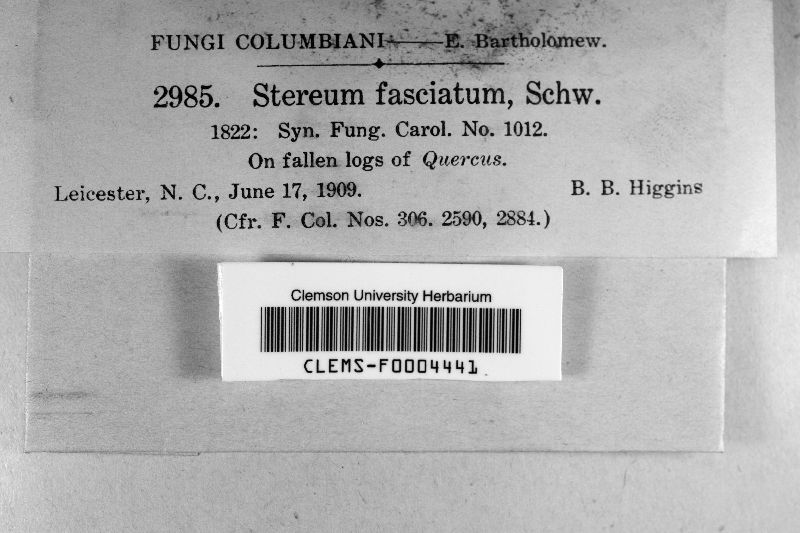 FUNGI COLUMBIANI — E. Bartholomew.
2985. Stereum fasciatum, Schw.
1822: Syn. Fung. Carol. No. 1012.
On fallen logs of Quercus.
Leicester, N. C., June 17, 1909. B. B. Higgins
(Cfr. F. Col. Nos. 306. 2590, 2884.)
Clemson University Herbarium
CLEMS-F0004441